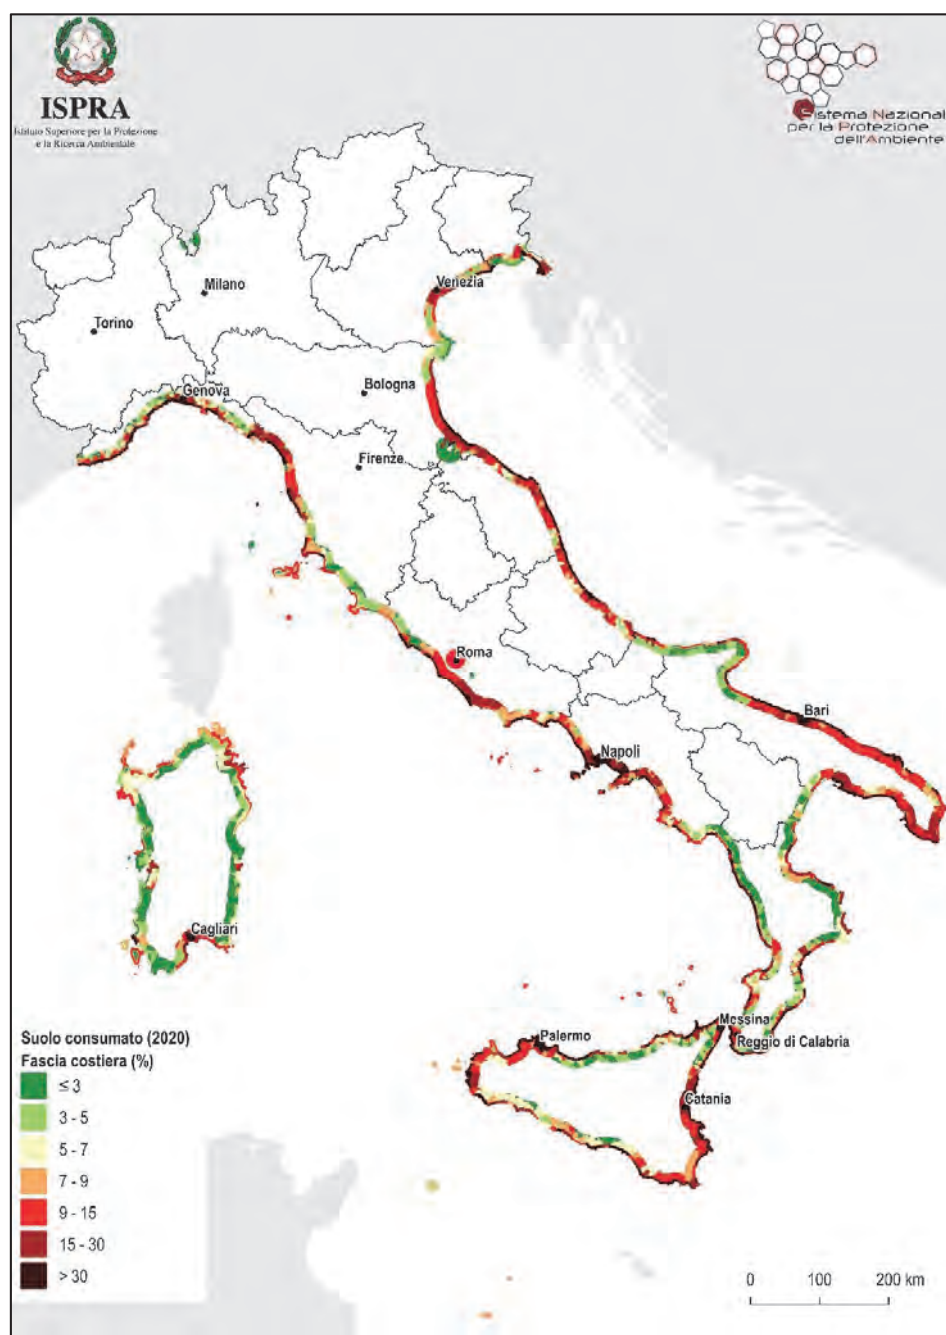 ISPRA
Istituto Superiore per la Protezione
e la Ricerca Ambientale
Sistema Nazionale
per la Protezione
dell'Ambiente
Milano
Venezia
Torino
Bologna
Genova
Firenze
Roma
Bari
Napoli
Cagliari
Messina
Palermo
Reggio di Calabria
Catania
Suolo consumato (2020)
Fascia costiera (%)
≤ 3
3 - 5
5 - 7
7 - 9
9 - 15
15 - 30
> 30
0 100 200 km